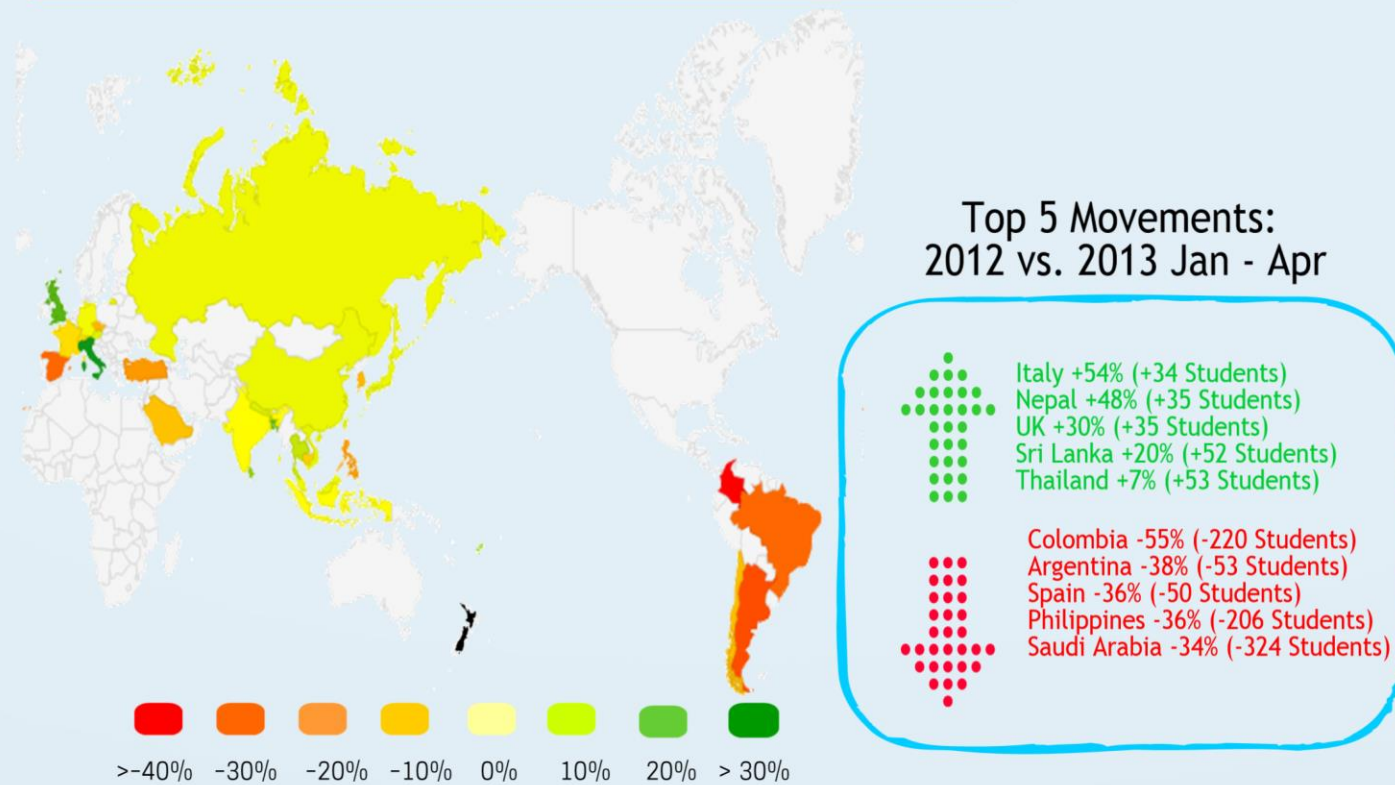 Top 5 Movements:
2012 vs. 2013 Jan - Apr
Italy +54% (+34 Students)
Nepal +48% (+35 Students)
UK +30% (+35 Students)
Sri Lanka +20% (+52 Students)
Thailand +7% (+53 Students)
Colombia -55% (-220 Students)
Argentina -38% (-53 Students)
Spain -36% (-50 Students)
Philippines -36% (-206 Students)
Saudi Arabia -34% (-324 Students)
>-40% -30% -20% -10% 0% 10% 20% > 30%